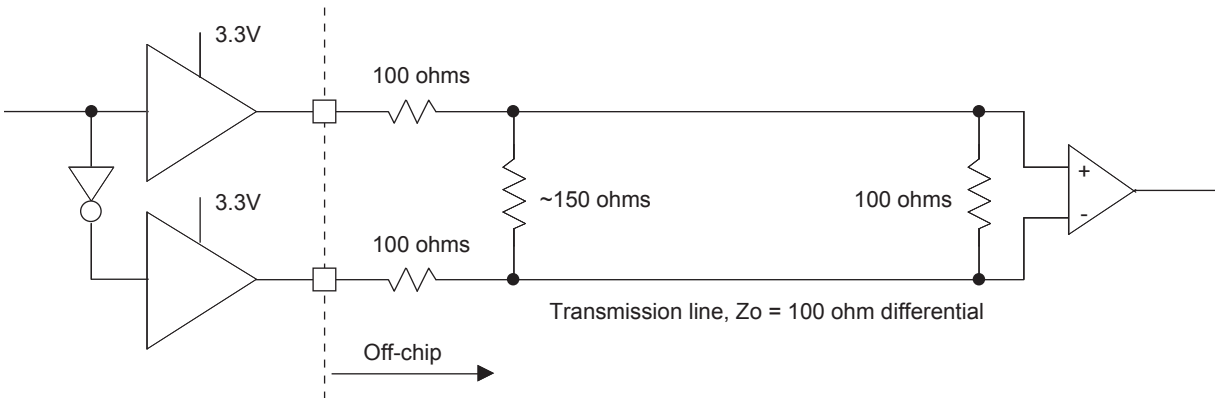 3.3V
100 ohms
+
~150 ohms
100 ohms
-
3.3V
100 ohms
Transmission line, Zo = 100 ohm differential
Off-chip